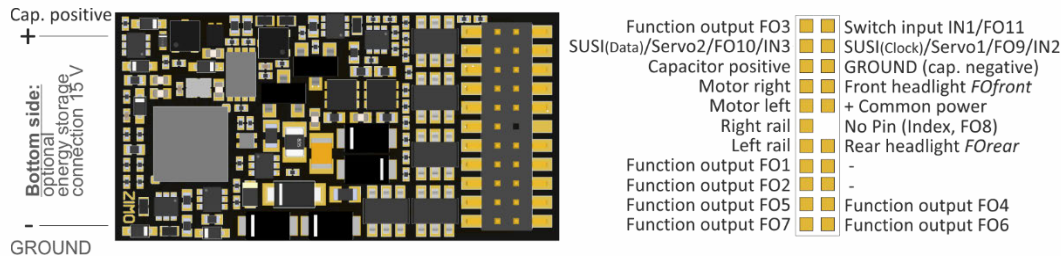 Cap. positive
+
Bottom side:
optional
energy storage
connection 15 V
-
GROUND
ZIMO
Function output FO3 Switch input IN1/FO11
SUSI(Data)/Servo2/FO10/IN3 SUSI(Clock)/Servo1/FO9/IN2
Capacitor positive GROUND (cap. negative)
Motor right Front headlight FOfront
Motor left + Common power
Right rail No Pin (Index, FO8)
Left rail Rear headlight FOrear
Function output FO1 -
Function output FO2 -
Function output FO5 Function output FO4
Function output FO7 Function output FO6